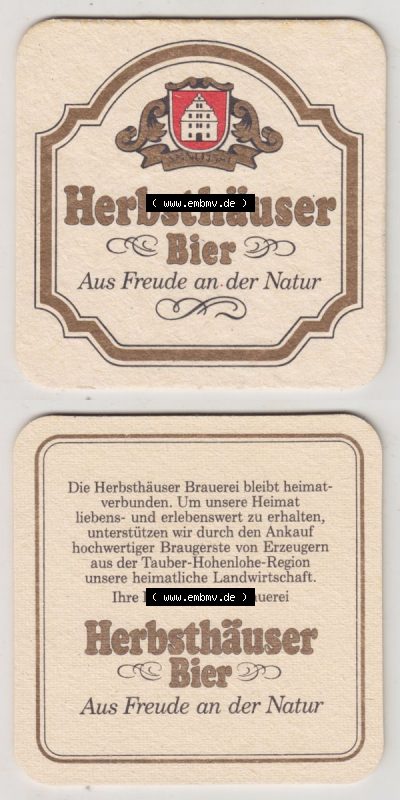 ANNO 1581
Herbsthäuser
( www.embmv.de )
Bier
Aus Freude an der Natur
Die Herbsthäuser Brauerei bleibt heimat-
verbunden. Um unsere Heimat
liebens- und erlebenswert zu erhalten,
unterstützen wir durch den Ankauf
hochwertiger Braugerste von Erzeugern
aus der Tauber-Hohenlohe-Region
unsere heimatliche Landwirtschaft.
Ihre
( www.embmv.de )
Herbsthäuser
Bier
Aus Freude an der Natur